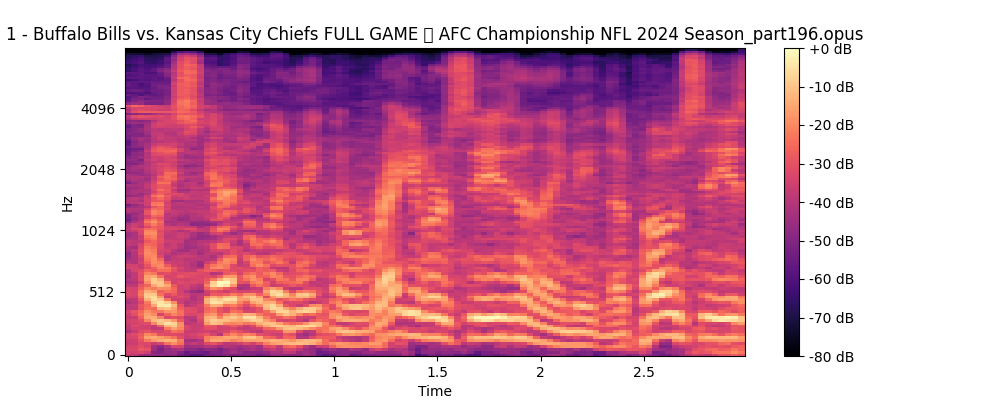 1 - Buffalo Bills vs. Kansas City Chiefs FULL GAME ▯ AFC Championship NFL 2024 Season_part196.opus
+0 dB
-10 dB
-20 dB
-30 dB
-40 dB
-50 dB
-60 dB
-70 dB
-80 dB
4096
2048
1024
512
0
Hz
0
0.5
1
1.5
2
2.5
Time